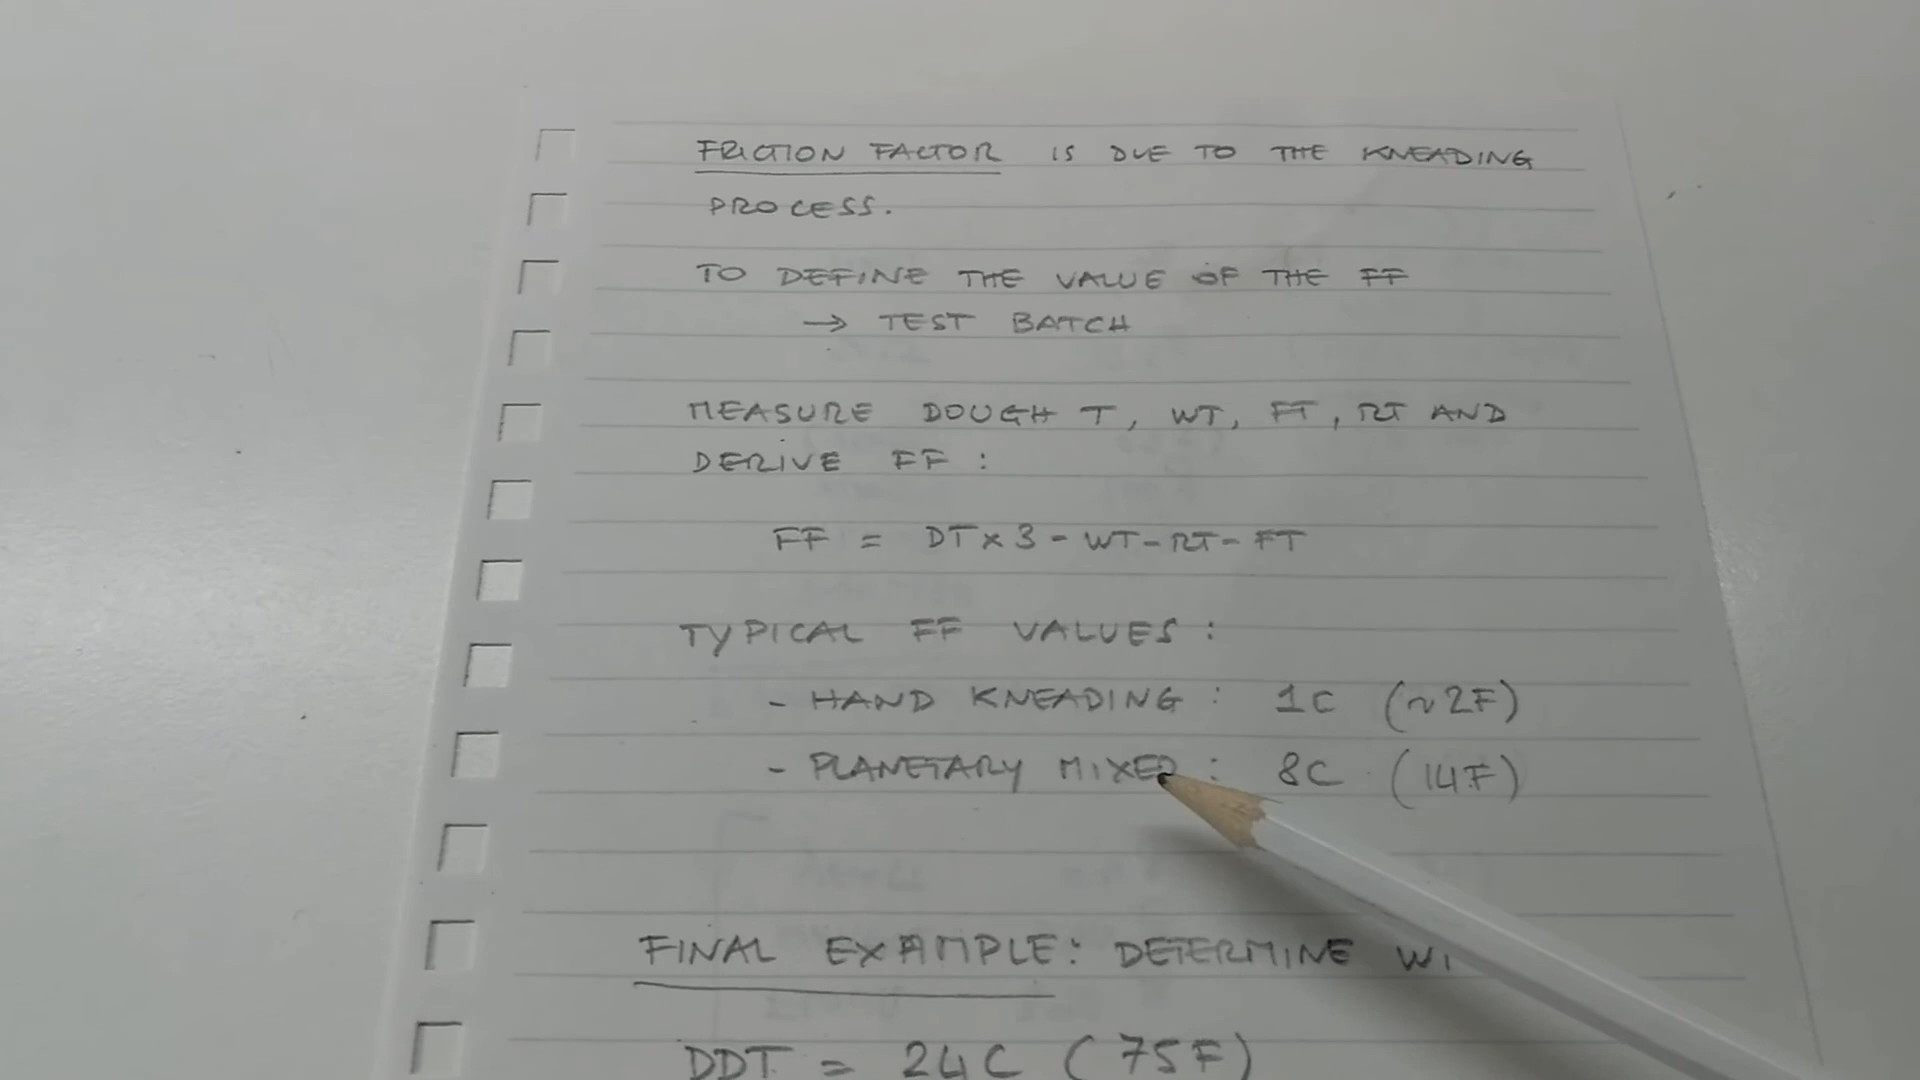 FRICTION FACTOR IS DUE TO THE KNEADING
PROCESS.
TO DEFINE THE VALUE OF THE FF
→ TEST BATCH
MEASURE DOUGH T, WT, FT, RT AND
DERIVE FF :
FF = DT x 3 - WT - RT - FT
TYPICAL FF VALUES :
- HAND KNEADING : 1C (~2F)
- PLANETARY MIXER : 8C (14F)
FINAL EXAMPLE : DETERMINE
DDT = 24C (75F)